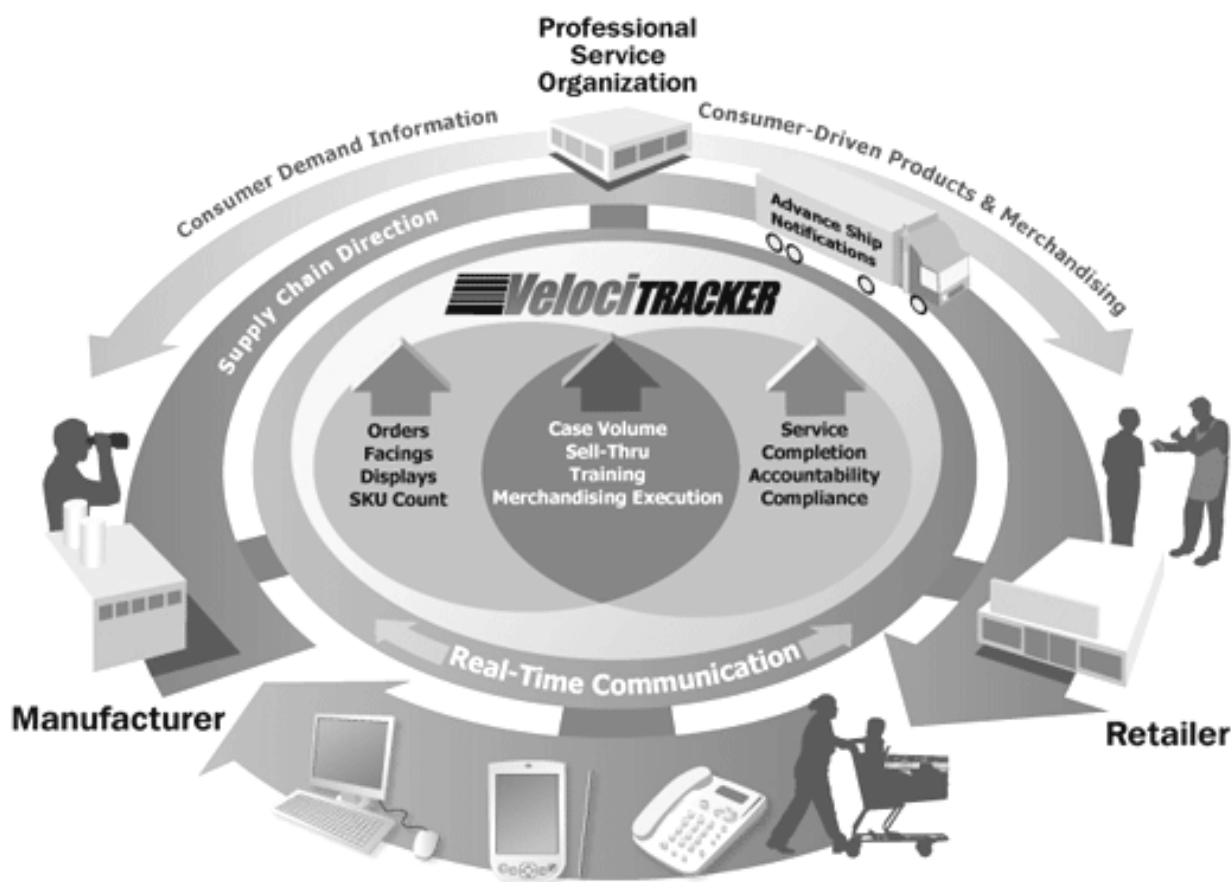 Professional
Service
Organization
Consumer Demand Information
Consumer-Driven Products & Merchandising
Supply Chain Direction
Advance Ship
Notifications
VelociTRACKER
Orders
Facings
Displays
SKU Count
Case Volume
Sell-Thru
Training
Merchandising Execution
Service
Completion
Accountability
Compliance
Real-Time Communication
Manufacturer
Retailer